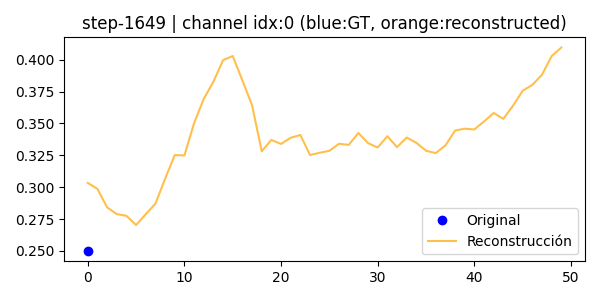 step-1649 | channel idx:0 (blue:GT, orange:reconstructed)
0.400
0.375
0.350
0.325
0.300
0.275
0.250
Original
Reconstrucción
0 10 20 30 40 50